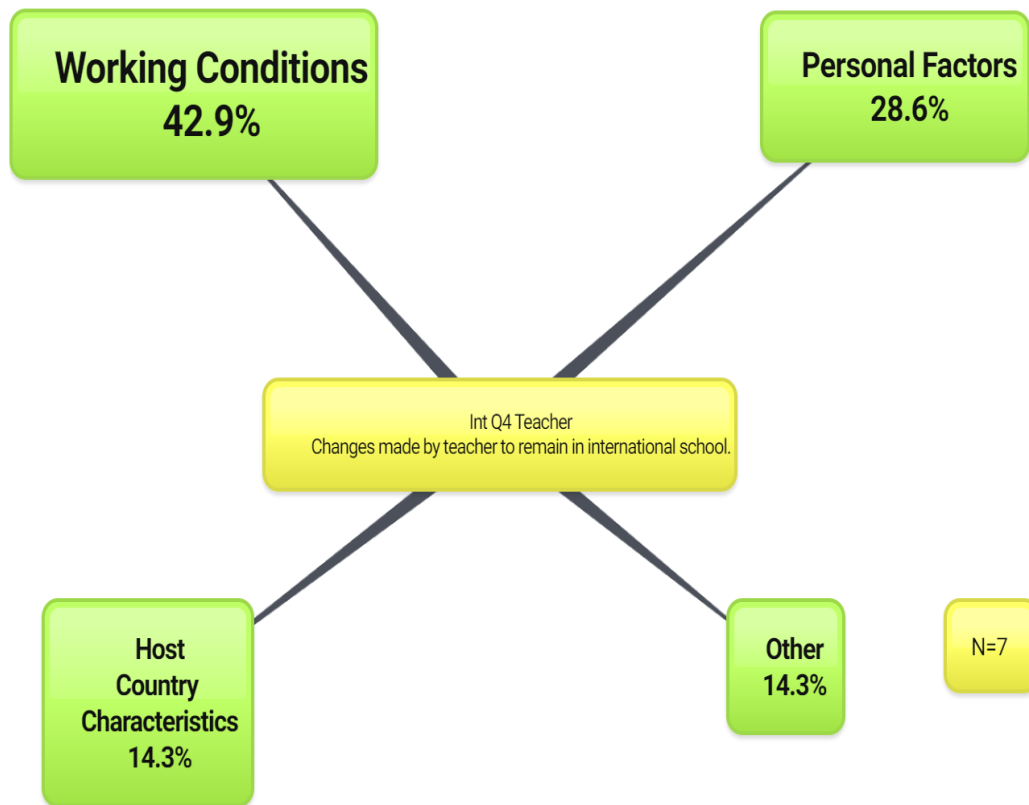 Working Conditions
42.9%
Personal Factors
28.6%
Int Q4 Teacher
Changes made by teacher to remain in international school.
Host
Country
Characteristics
14.3%
Other
14.3%
N=7